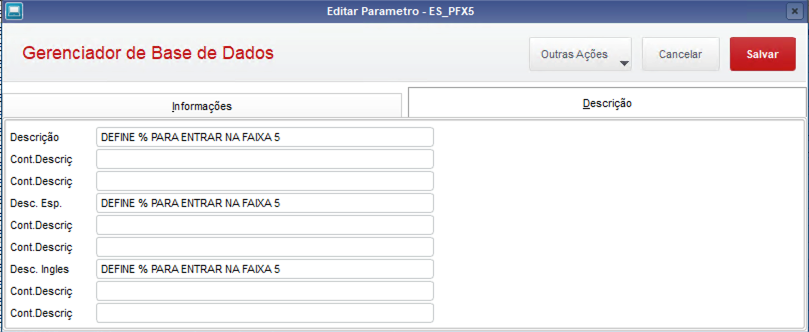 Editar Parametro - ES_PFX5
Gerenciador de Base de Dados
Outras Ações
Cancelar
Salvar
Informações
Descrição
Descrição DEFINE % PARA ENTRAR NA FAIXA 5
Cont.Descriç
Cont.Descriç
Desc. Esp. DEFINE % PARA ENTRAR NA FAIXA 5
Cont.Descriç
Cont.Descriç
Desc. Ingles DEFINE % PARA ENTRAR NA FAIXA 5
Cont.Descriç
Cont.Descriç